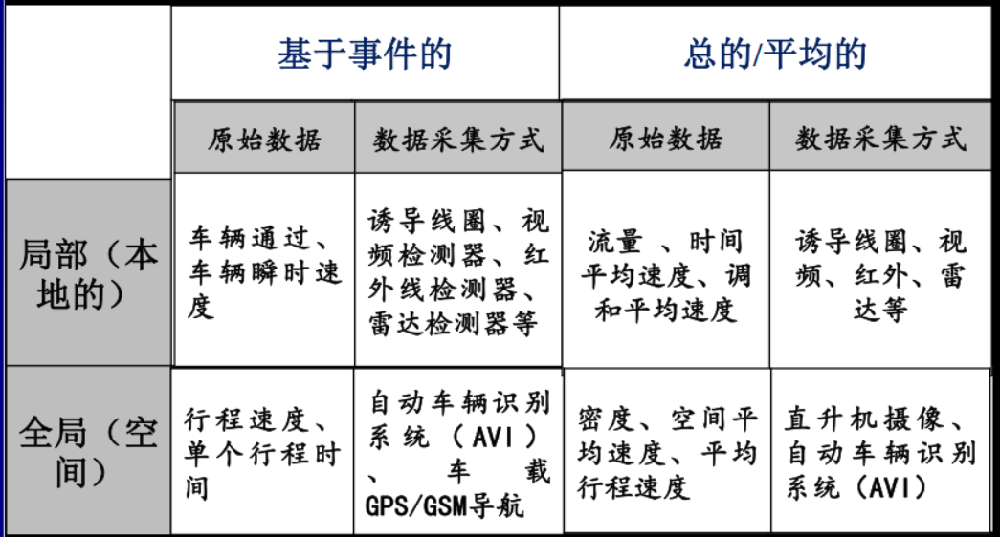 基于事件的
总的/平均的
原始数据
数据采集方式
原始数据
数据采集方式
局部（本
地的）
车辆通过、
车辆瞬时速
度
诱导线圈、视
频检测器、红
外线检测器、
雷达检测器等
流量 、时间
平均速度、调
和平均速度
诱导线圈、视
频、红外、雷
达等
全局（空
间）
行程速度、
单个行程时
间
自动车辆识别
系统（AVI）
、车载
GPS/GSM导航
密度、空间平
均速度、平均
行程速度
直升机摄像、
自动车辆识别
系统（AVI）